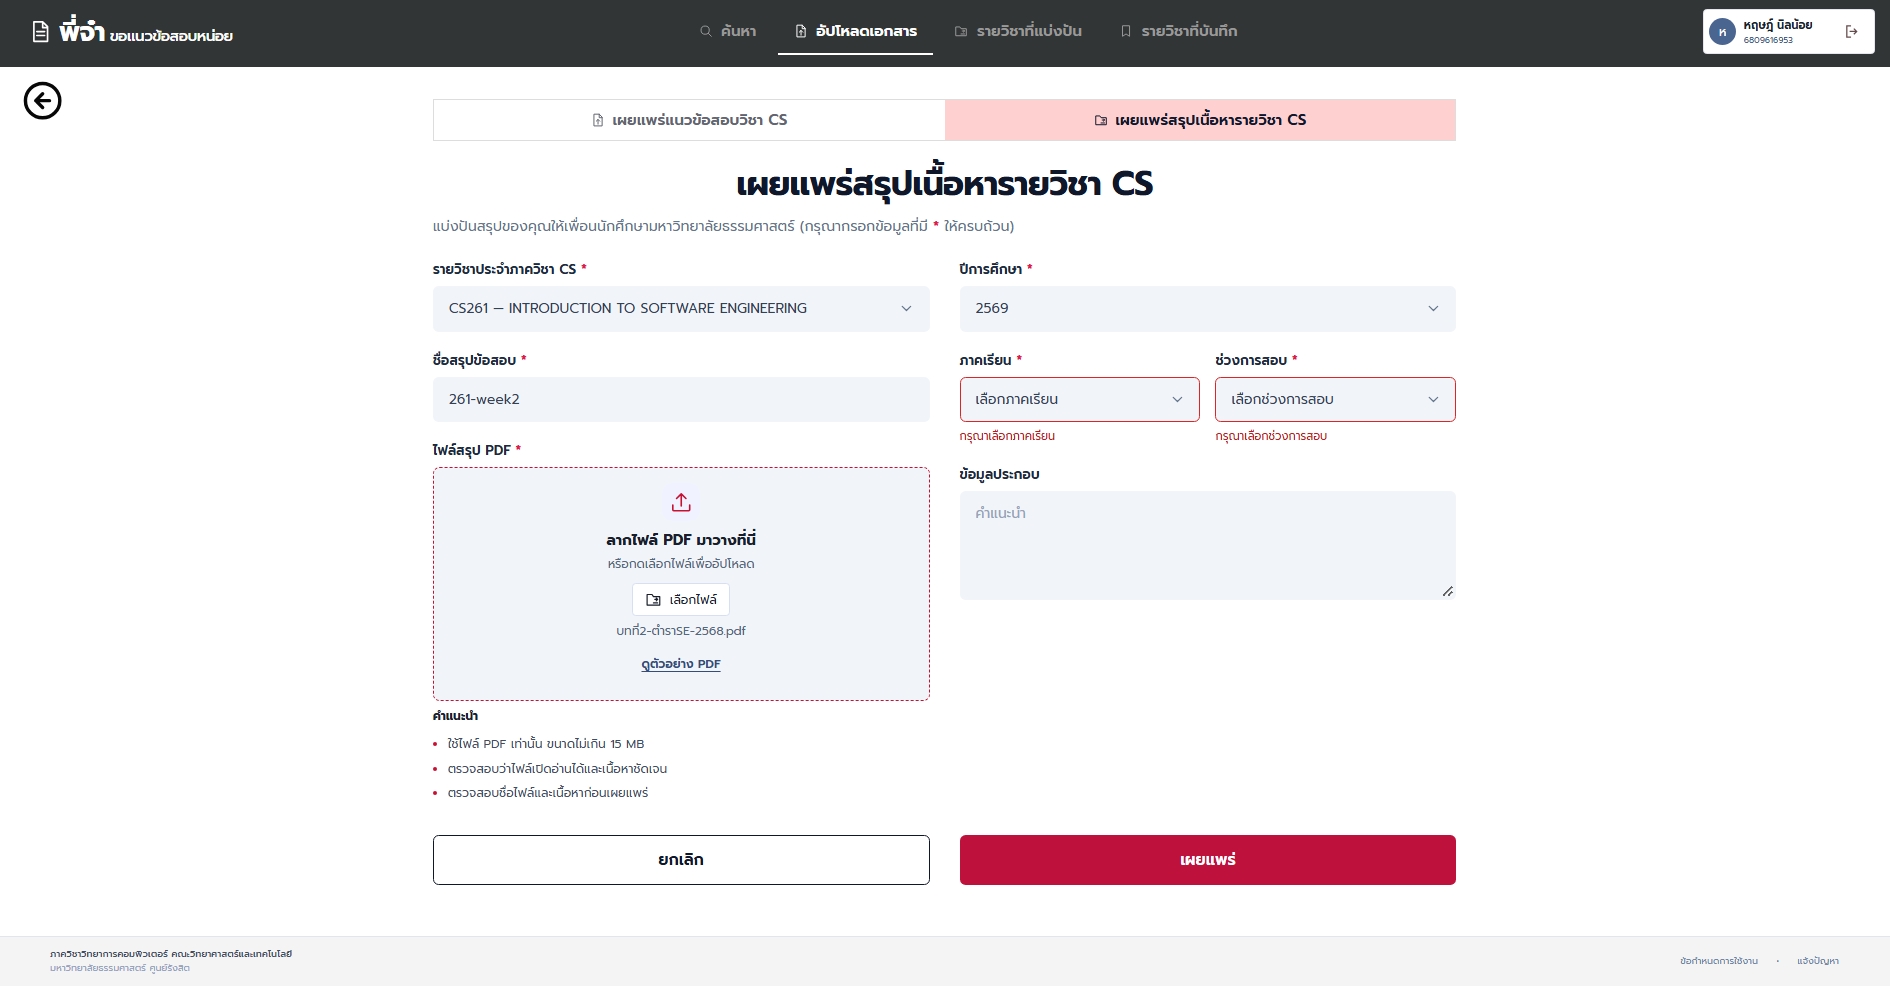 พี่จ๋า ขอแนวข้อสอบหน่อย
ค้นหา
อัปโหลดเอกสาร
รายวิชาที่แบ่งปัน
รายวิชาที่บันทึก
ห
หฤษฎ์ นิลน้อย
6809616953
เผยแพร่แนวข้อสอบวิชา CS
เผยแพร่สรุปเนื้อหารายวิชา CS
เผยแพร่สรุปเนื้อหารายวิชา CS
แบ่งปันสรุปของคุณให้เพื่อนนักศึกษามหาวิทยาลัยธรรมศาสตร์ (กรุณากรอกข้อมูลที่มี * ให้ครบถ้วน)
รายวิชาประจำภาควิชา CS *
CS261 — INTRODUCTION TO SOFTWARE ENGINEERING
ปีการศึกษา *
2569
ชื่อสรุปข้อสอบ *
261-week2
ภาคเรียน *
เลือกภาคเรียน
กรุณาเลือกภาคเรียน
ช่วงการสอบ *
เลือกช่วงการสอบ
กรุณาเลือกช่วงการสอบ
ไฟล์สรุป PDF *
ลากไฟล์ PDF มาวางที่นี่
หรือกดเลือกไฟล์เพื่ออัปโหลด
เลือกไฟล์
บทที่2-ตำราSE-2568.pdf
ดูตัวอย่าง PDF
ข้อมูลประกอบ
คำแนะนำ
คำแนะนำ
• ใช้ไฟล์ PDF เท่านั้น ขนาดไม่เกิน 15 MB
• ตรวจสอบว่าไฟล์เปิดอ่านได้และเนื้อหาชัดเจน
• ตรวจสอบชื่อไฟล์และเนื้อหาก่อนเผยแพร่
ยกเลิก
เผยแพร่
ภาควิชาวิทยาการคอมพิวเตอร์ คณะวิทยาศาสตร์และเทคโนโลยี
มหาวิทยาลัยธรรมศาสตร์ ศูนย์รังสิต
ข้อกำหนดการใช้งาน • แจ้งปัญหา